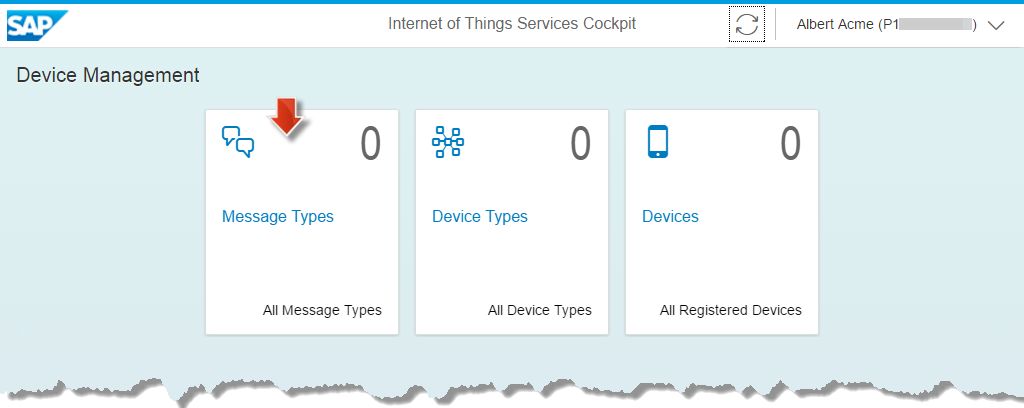 SAP
Internet of Things Services Cockpit
Albert Acme (P1 )
Device Management
0
Message Types
All Message Types
0
Device Types
All Device Types
0
Devices
All Registered Devices